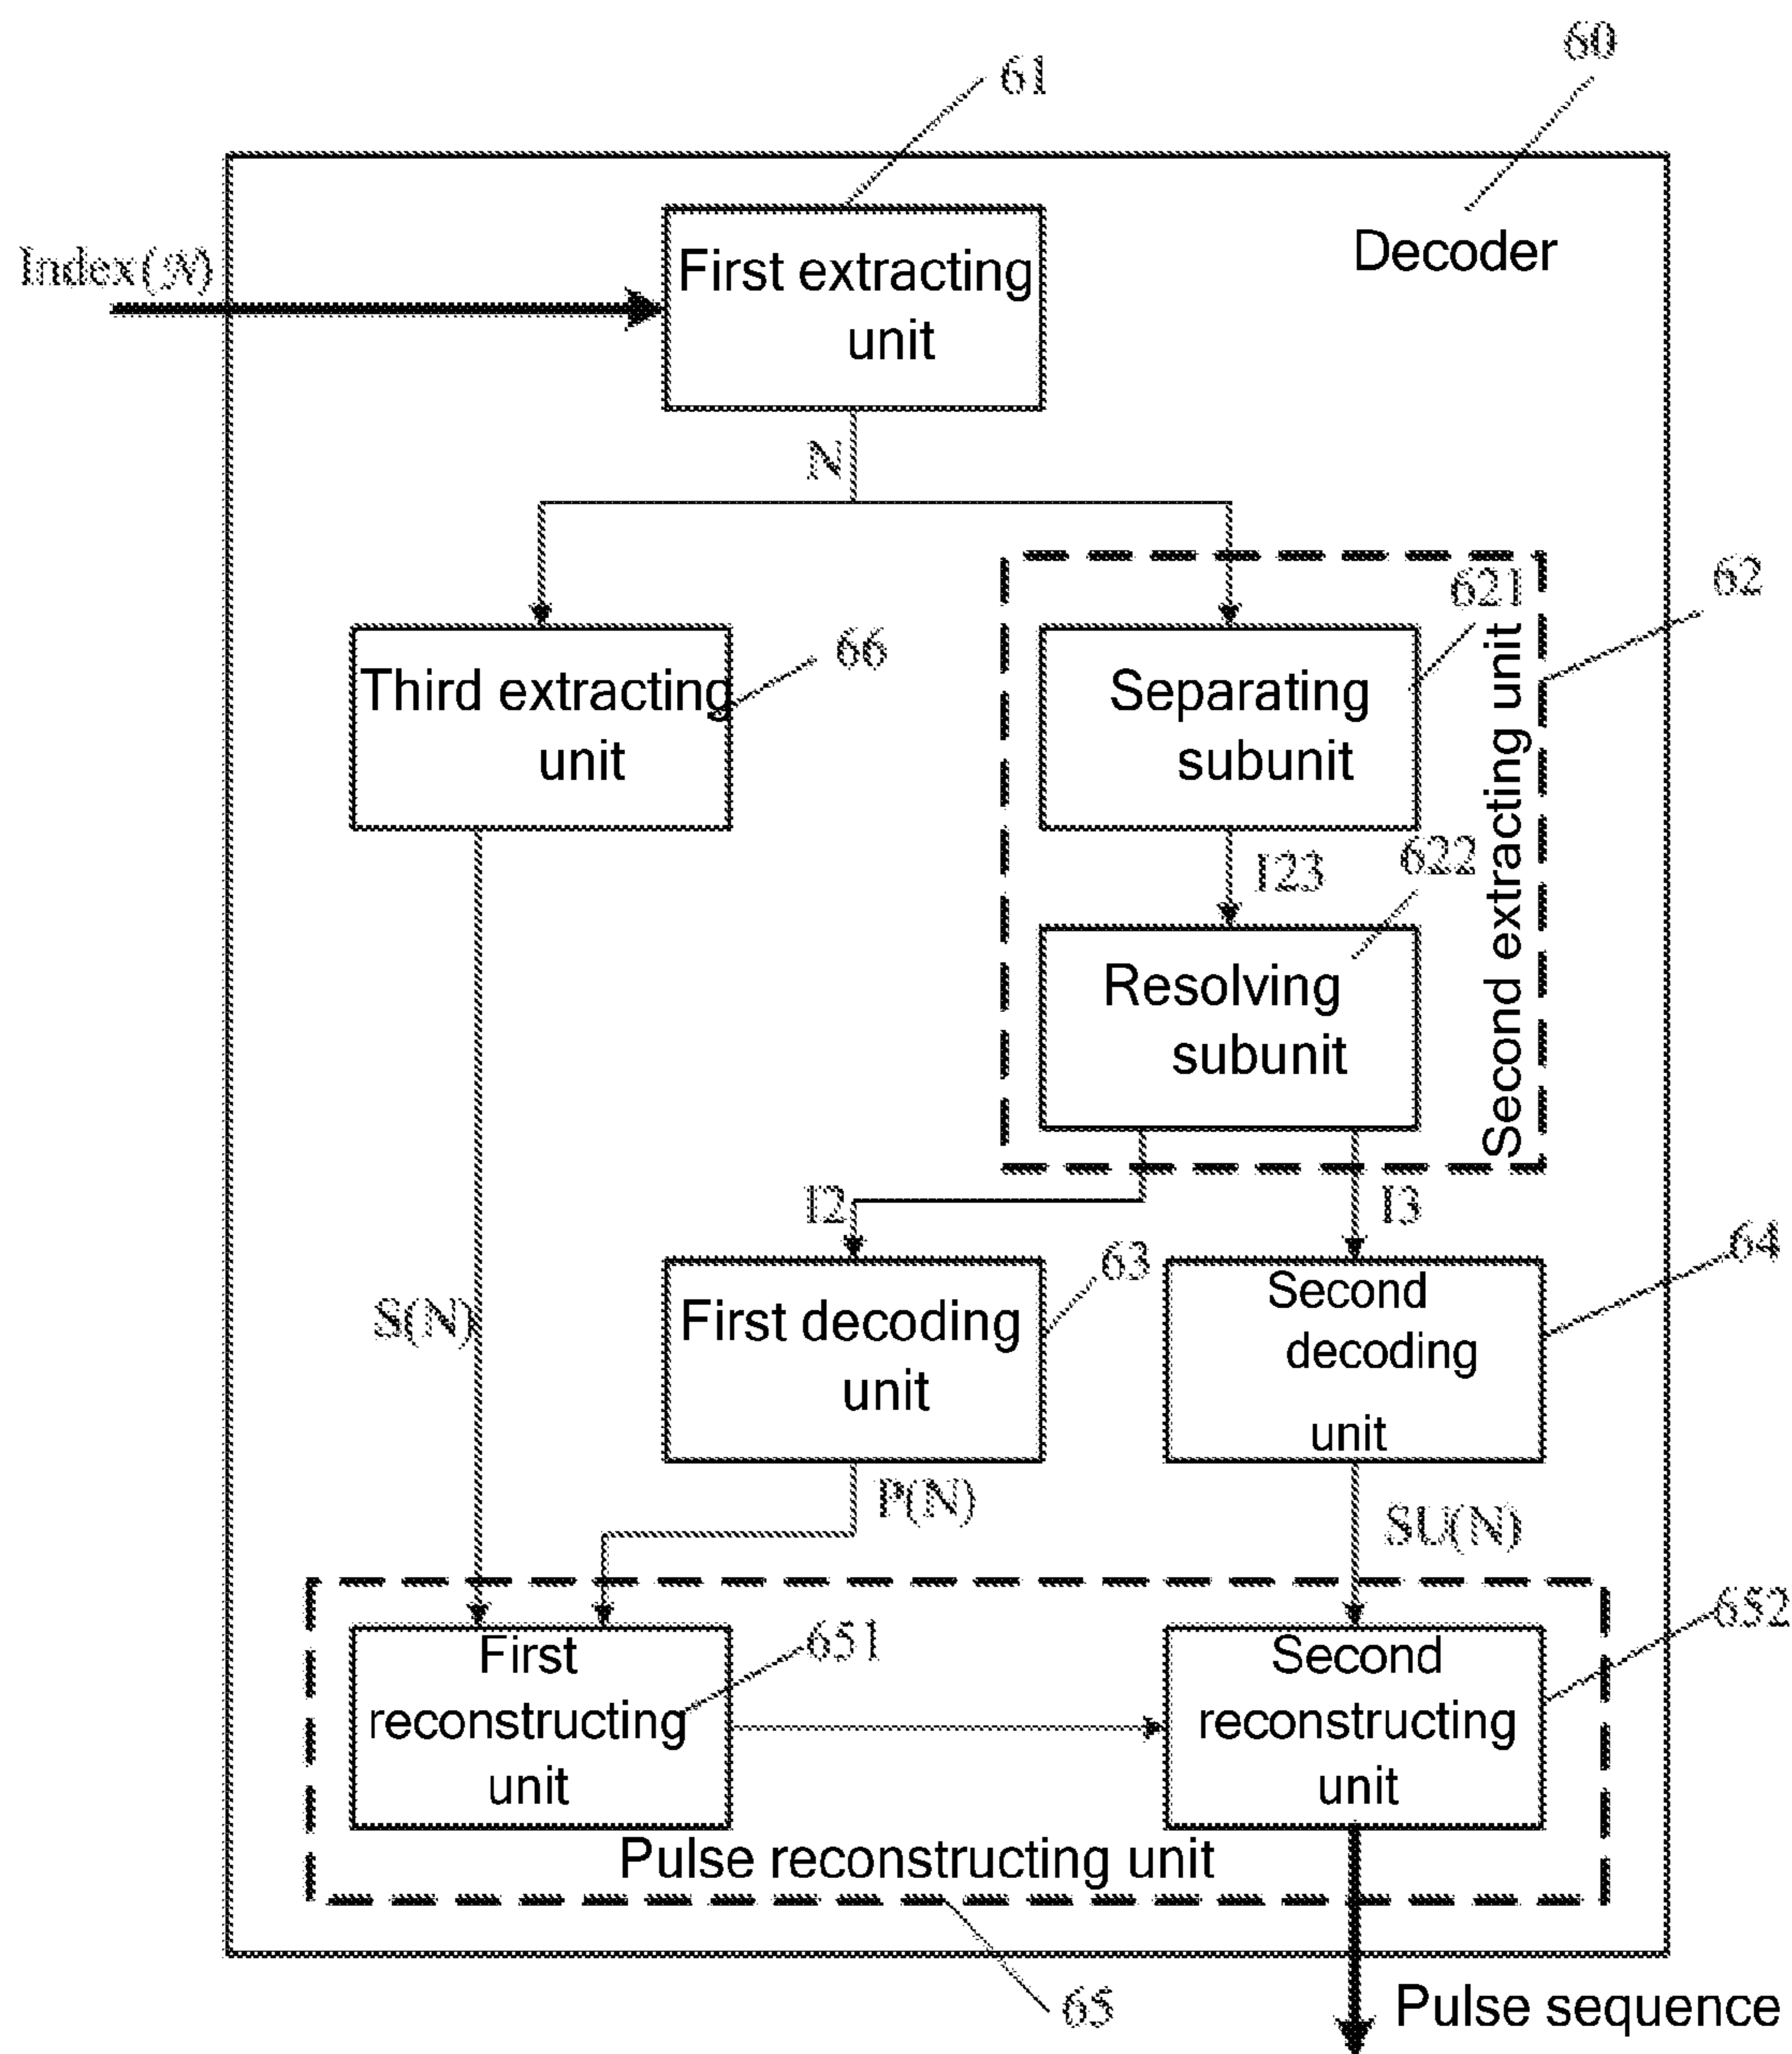 60
61
Index(N)
First extracting
unit
Decoder
N
62
621
66
Third extracting
unit
Separating
subunit
Second extracting unit
I23
622
Resolving
subunit
I2
I3
63
64
S(N)
First decoding
unit
Second
decoding
unit
P(N)
SU(N)
652
651
First
reconstructing
unit
Second
reconstructing
unit
Pulse reconstructing unit
65
Pulse sequence